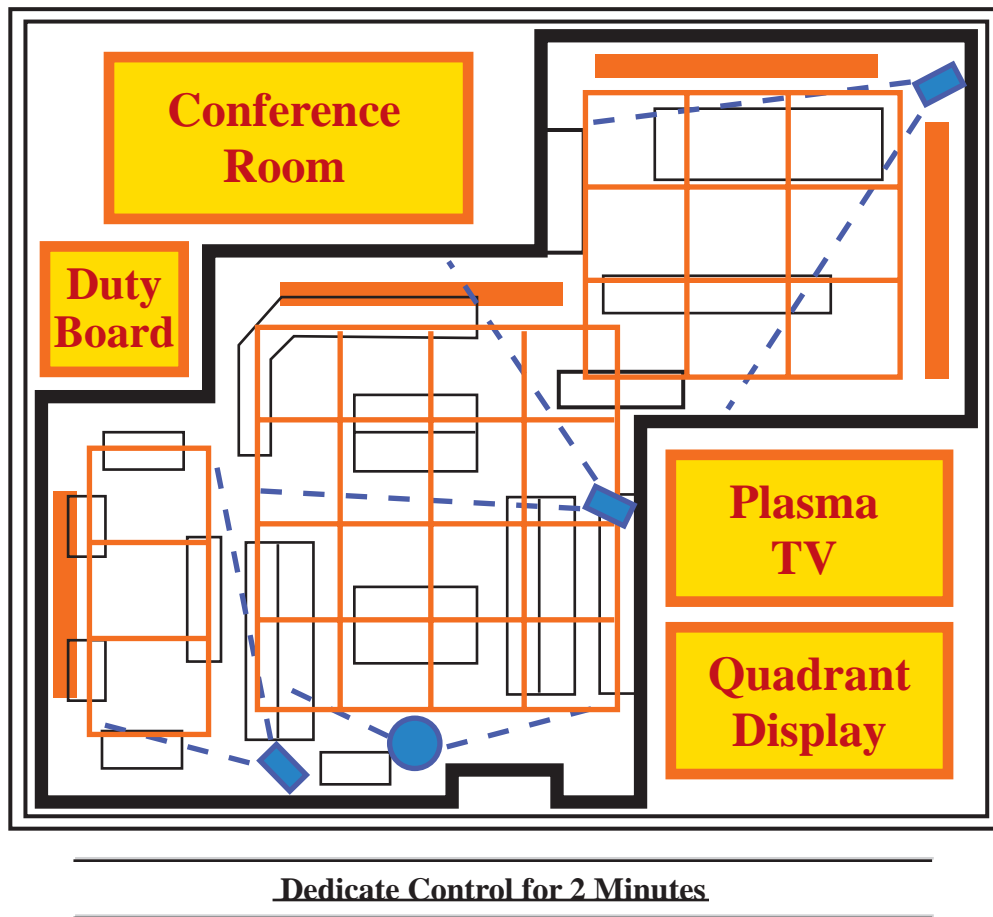 Conference
Room
Duty
Board
Plasma
TV
Quadrant
Display
Dedicate Control for 2 Minutes